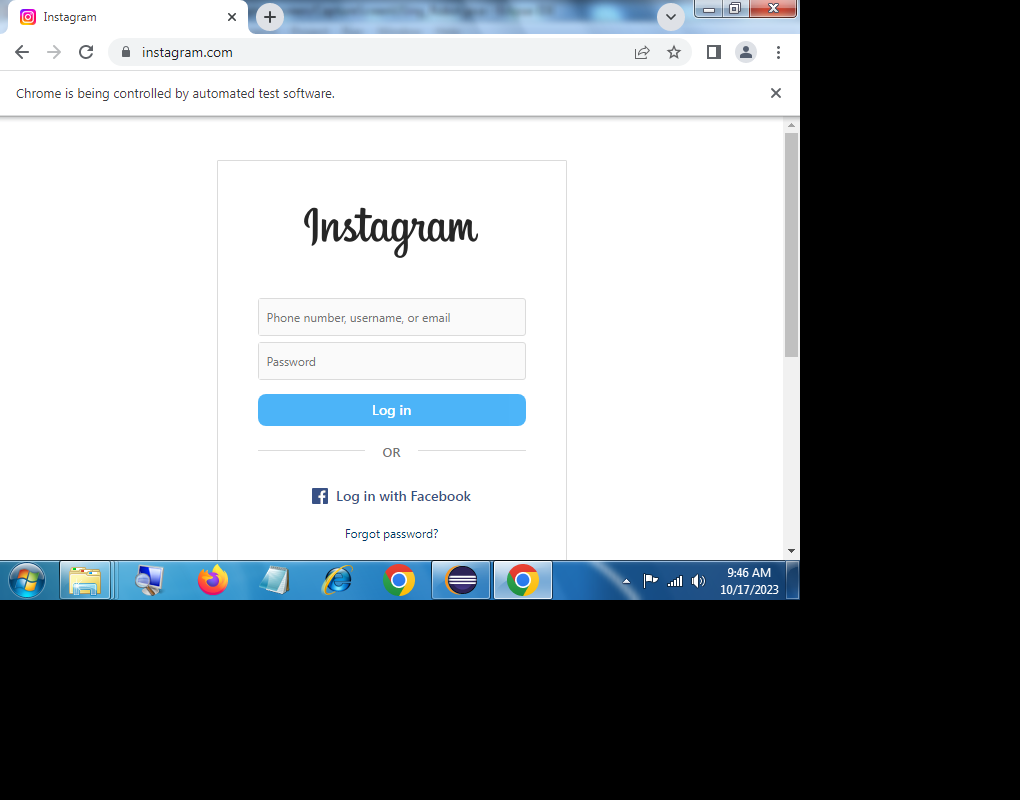 Instagram
instagram.com
Chrome is being controlled by automated test software.
Instagram
Phone number, username, or email
Password
Log in
OR
Log in with Facebook
Forgot password?
9:46 AM
10/17/2023